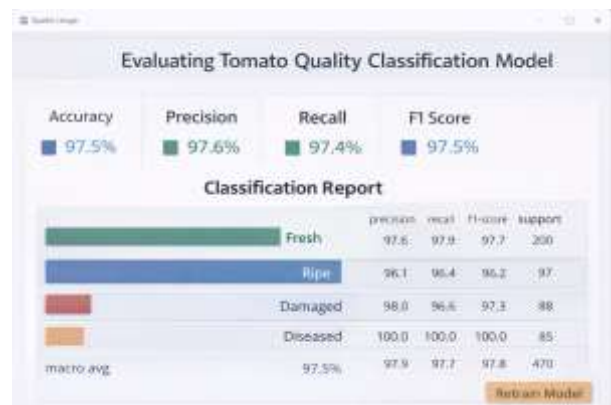 Evaluating Tomato Quality Classification Model
Accuracy Precision Recall F1 Score
97.5% 97.6% 97.4% 97.5%
Classification Report
precision recall f1-score support
Fresh 97.6 97.9 97.7 200
Ripe 96.1 96.4 96.2 97
Damaged 98.0 96.6 97.3 88
Diseased 100.0 100.0 100.0 85
macro avg 97.5% 97.9 97.7 97.8 470
Retrain Model